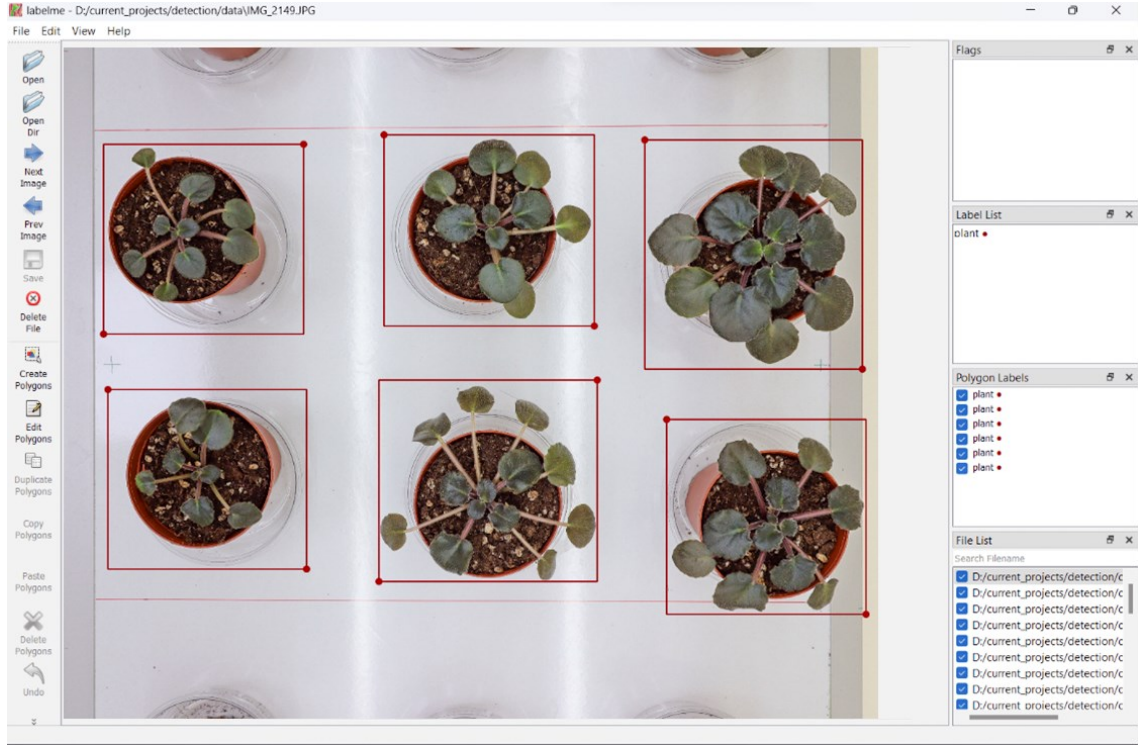 labelme - D:/current_projects/detection/data\IMG_2149.JPG
File Edit View Help
Open
Open
Dir
Next
Image
Prev
Image
Save
Delete
File
Create
Polygons
Edit
Polygons
Duplicate
Polygons
Copy
Polygons
Paste
Polygons
Delete
Polygons
Undo
Flags
Label List
plant
Polygon Labels
plant
plant
plant
plant
plant
plant
File List
Search Filename
D:/current_projects/detection/c
D:/current_projects/detection/c
D:/current_projects/detection/c
D:/current_projects/detection/c
D:/current_projects/detection/c
D:/current_projects/detection/c
D:/current_projects/detection/c
D:/current_projects/detection/c
D:/current_projects/detection/c